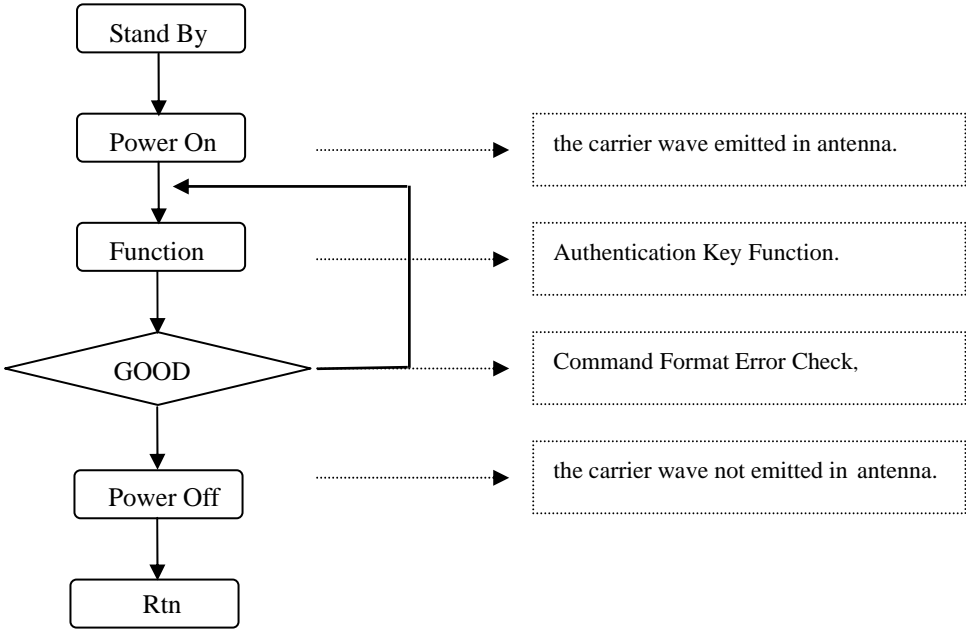 Stand By
Power On
the carrier wave emitted in antenna.
Function
Authentication Key Function.
GOOD
Command Format Error Check,
Power Off
the carrier wave not emitted in antenna.
Rtn